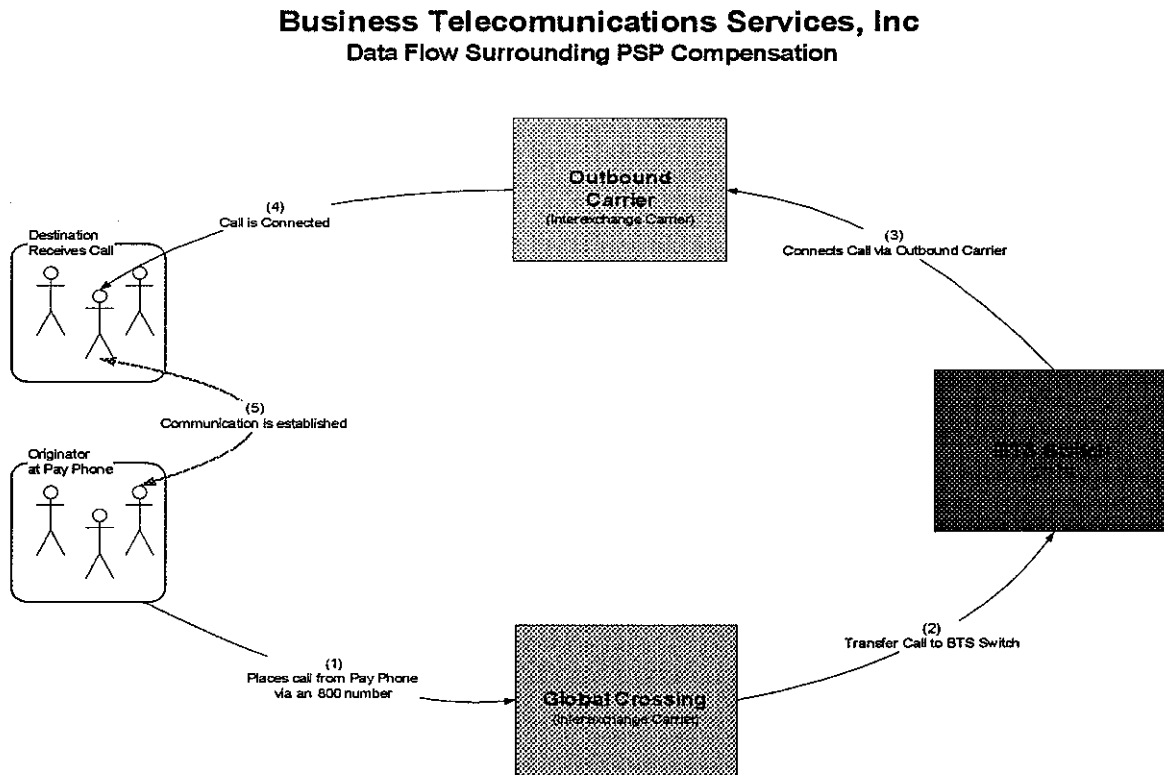 Business Telecomunications Services, Inc
Data Flow Surrounding PSP Compensation
Outbound
Carrier
(Interexchange Carrier)
(4)
Call is Connected
(3)
Connects Call via Outbound Carrier
Destination
Receives Call
(5)
Communication is established
Originator
at Pay Phone
(2)
Transfer Call to BTS Switch
(1)
Places call from Pay Phone
via an 800 number
Global Crossing
(Interexchange Carrier)